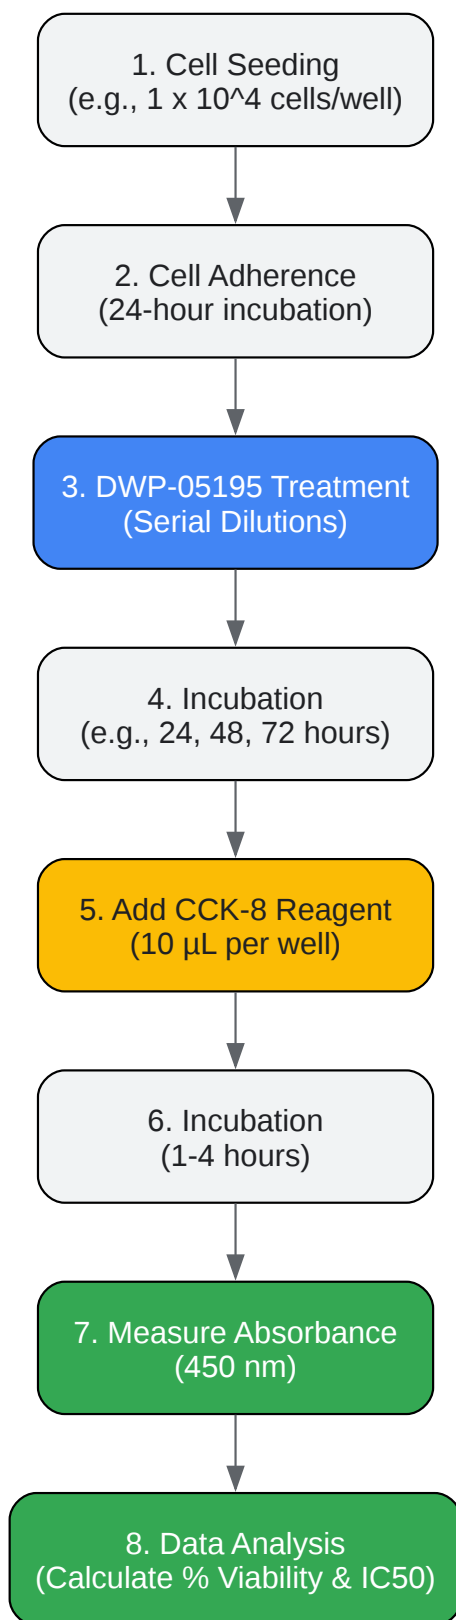 1. Cell Seeding
(e.g., 1 x 10^4 cells/well)
2. Cell Adherence
(24-hour incubation)
3. DWP-05195 Treatment
(Serial Dilutions)
4. Incubation
(e.g., 24, 48, 72 hours)
5. Add CCK-8 Reagent
(10 µL per well)
6. Incubation
(1-4 hours)
7. Measure Absorbance
(450 nm)
8. Data Analysis
(Calculate % Viability & IC50)